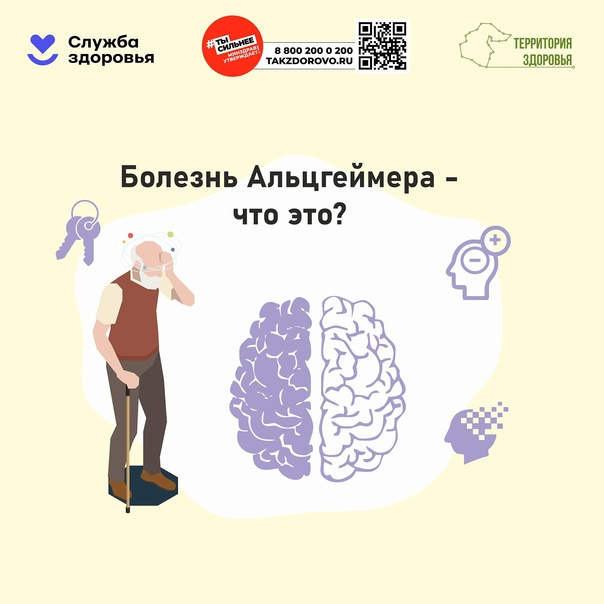 Служба
здоровья
#ТЫ
СИЛЬНЕЕ
МИНЗДРАВ
УТВЕРЖДАЕТ!
8 800 200 0 200
TAKZDOROVO.RU
ТЕРРИТОРИЯ
ЗДОРОВЬЯ
Болезнь Альцгеймера -
что это?